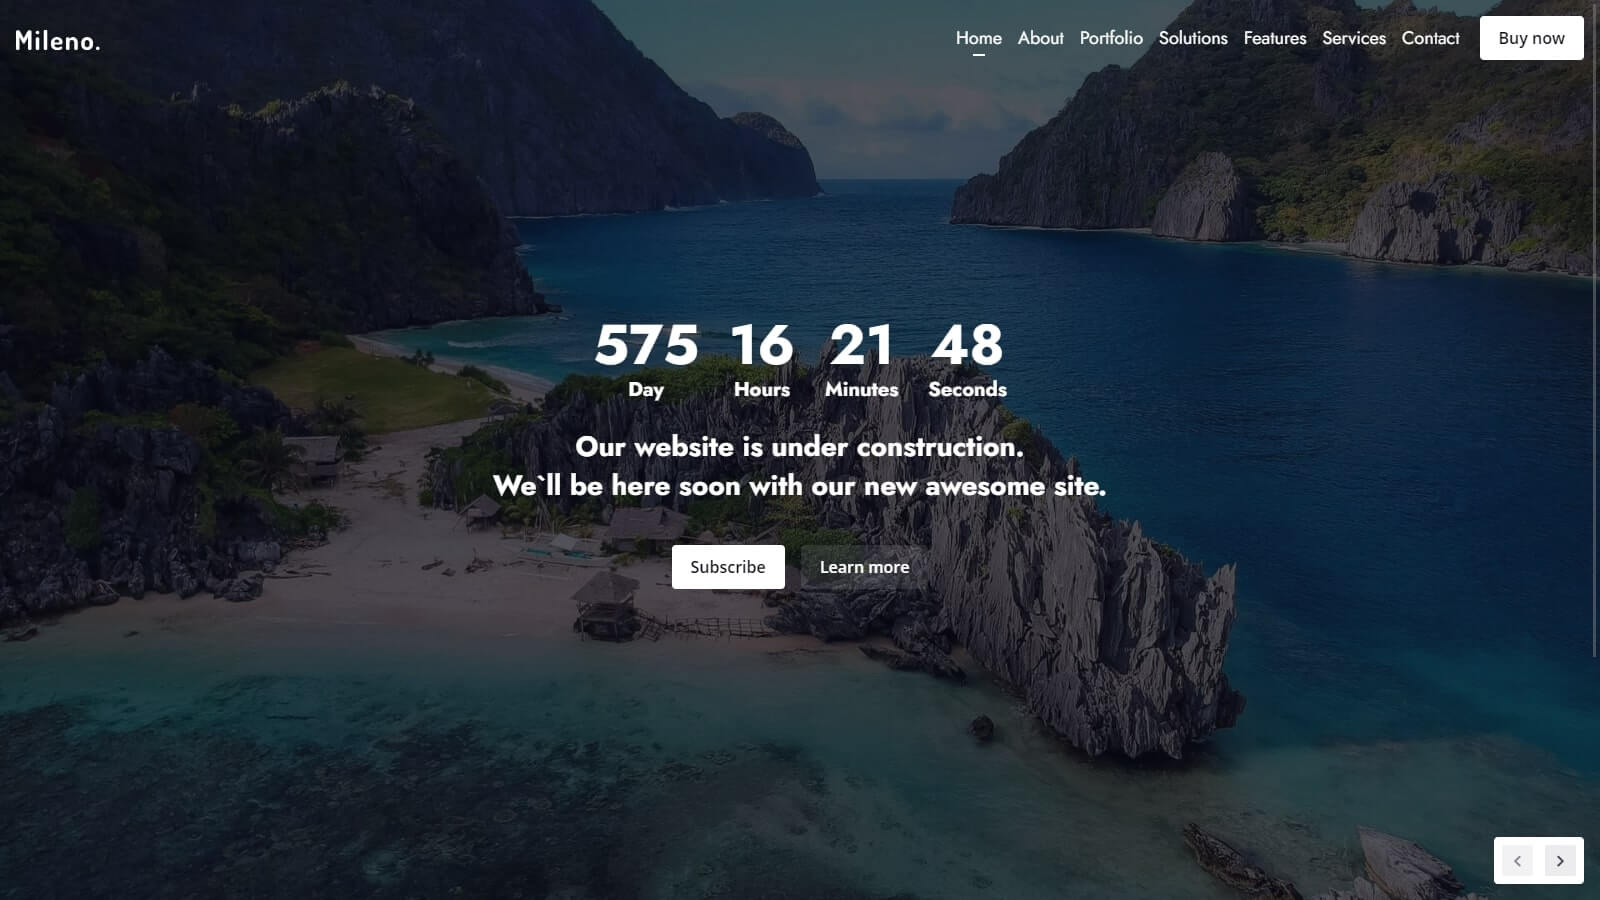 Mileno.
Home About Portfolio Solutions Features Services Contact Buy now
575 16 21 48
Day Hours Minutes Seconds
Our website is under construction.
We`ll be here soon with our new awesome site.
Subscribe Learn more